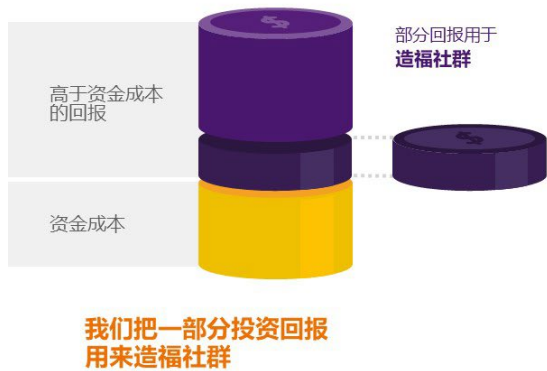 部分回报用于
造福社群
高于资金成本
的回报
资金成本
我们把一部分投资回报
用来造福社群